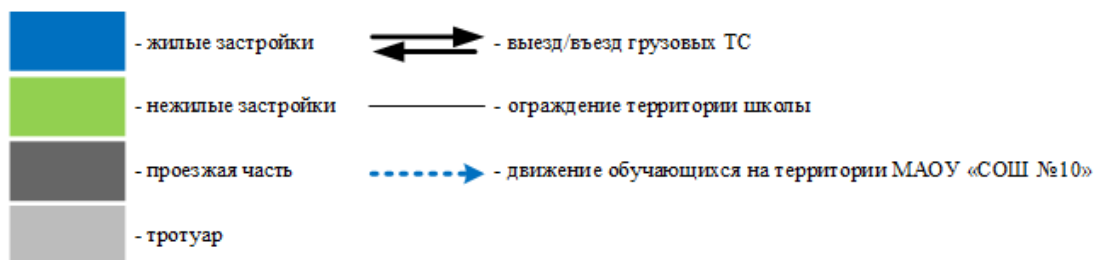 - жилые застройки
- выезд/въезд грузовых ТС
- нежилые застройки
- ограждение территории школы
- проезжая часть
- движение обучающихся на территории МАОУ «СОШ №10»
- тротуар